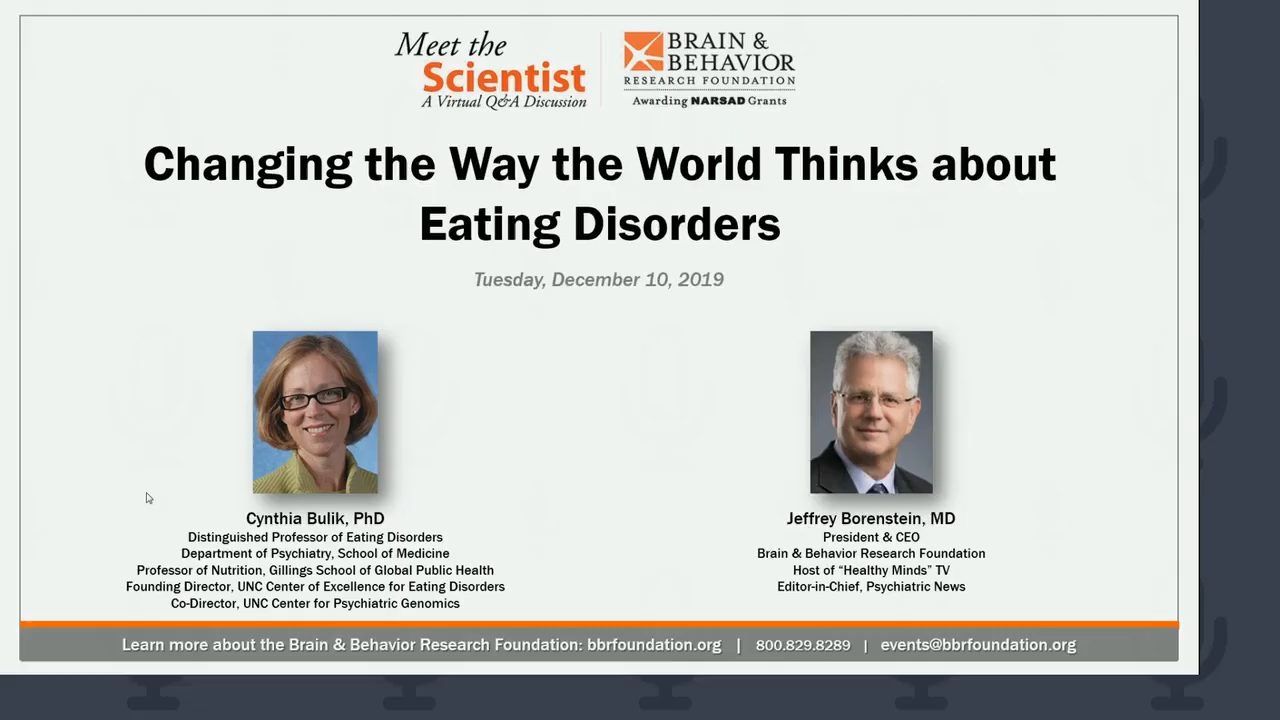 Meet the
Scientist
A Virtual Q&A Discussion
BRAIN &
BEHAVIOR
RESEARCH FOUNDATION
Awarding NARSAD Grants
Changing the Way the World Thinks about
Eating Disorders
Tuesday, December 10, 2019
Cynthia Bulik, PhD
Distinguished Professor of Eating Disorders
Department of Psychiatry, School of Medicine
Professor of Nutrition, Gillings School of Global Public Health
Founding Director, UNC Center of Excellence for Eating Disorders
Co-Director, UNC Center for Psychiatric Genomics
Jeffrey Borenstein, MD
President & CEO
Brain & Behavior Research Foundation
Host of “Healthy Minds” TV
Editor-in-Chief, Psychiatric News
Learn more about the Brain & Behavior Research Foundation: bbrfoundation.org | 800.829.8289 | events@bbrfoundation.org